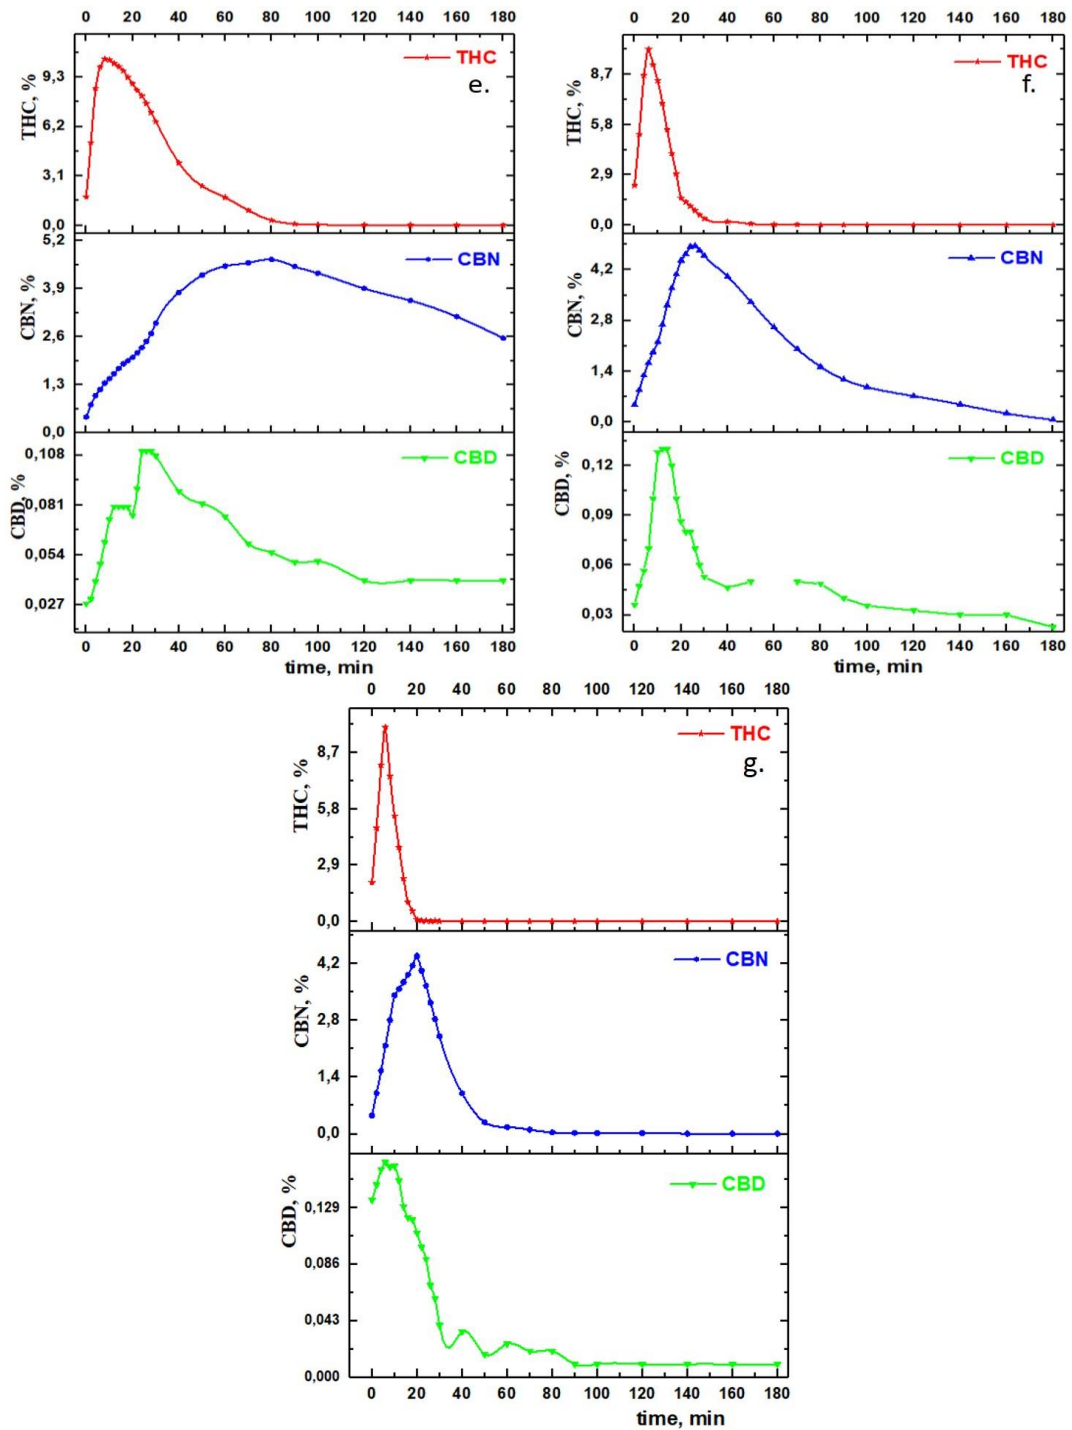 0 20 40 60 80 100 120 140 160 180
THC, %
9,3
6,2
3,1
0,0
THC
e.
CBN, %
5,2
3,9
2,6
1,3
0,0
CBN
CBD, %
0,108
0,081
0,054
0,027
CBD
0 20 40 60 80 100 120 140 160 180
time, min
0 20 40 60 80 100 120 140 160 180
THC, %
8,7
5,8
2,9
0,0
THC
f.
CBN, %
4,2
2,8
1,4
0,0
CBN
CBD, %
0,12
0,09
0,06
0,03
CBD
0 20 40 60 80 100 120 140 160 180
time, min
0 20 40 60 80 100 120 140 160 180
THC, %
8,7
5,8
2,9
0,0
THC
g.
CBN, %
4,2
2,8
1,4
0,0
CBN
CBD, %
0,129
0,086
0,043
0,000
CBD
0 20 40 60 80 100 120 140 160 180
time, min